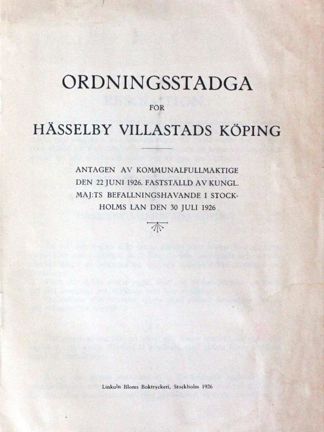 ORDNINGSSTADGA
FÖR
HÄSSELBY VILLASTADS KÖPING
ANTAGEN AV KOMMUNALFULLMÄKTIGE
DEN 22 JUNI 1926. FASTSTÄLLD AV KUNGL.
MAJ:TS BEFALLNINGSHAVANDE I STOCK-
HOLMS LÄN DEN 30 JULI 1926
Linköln Bloms Boktryckeri, Stockholm 1926